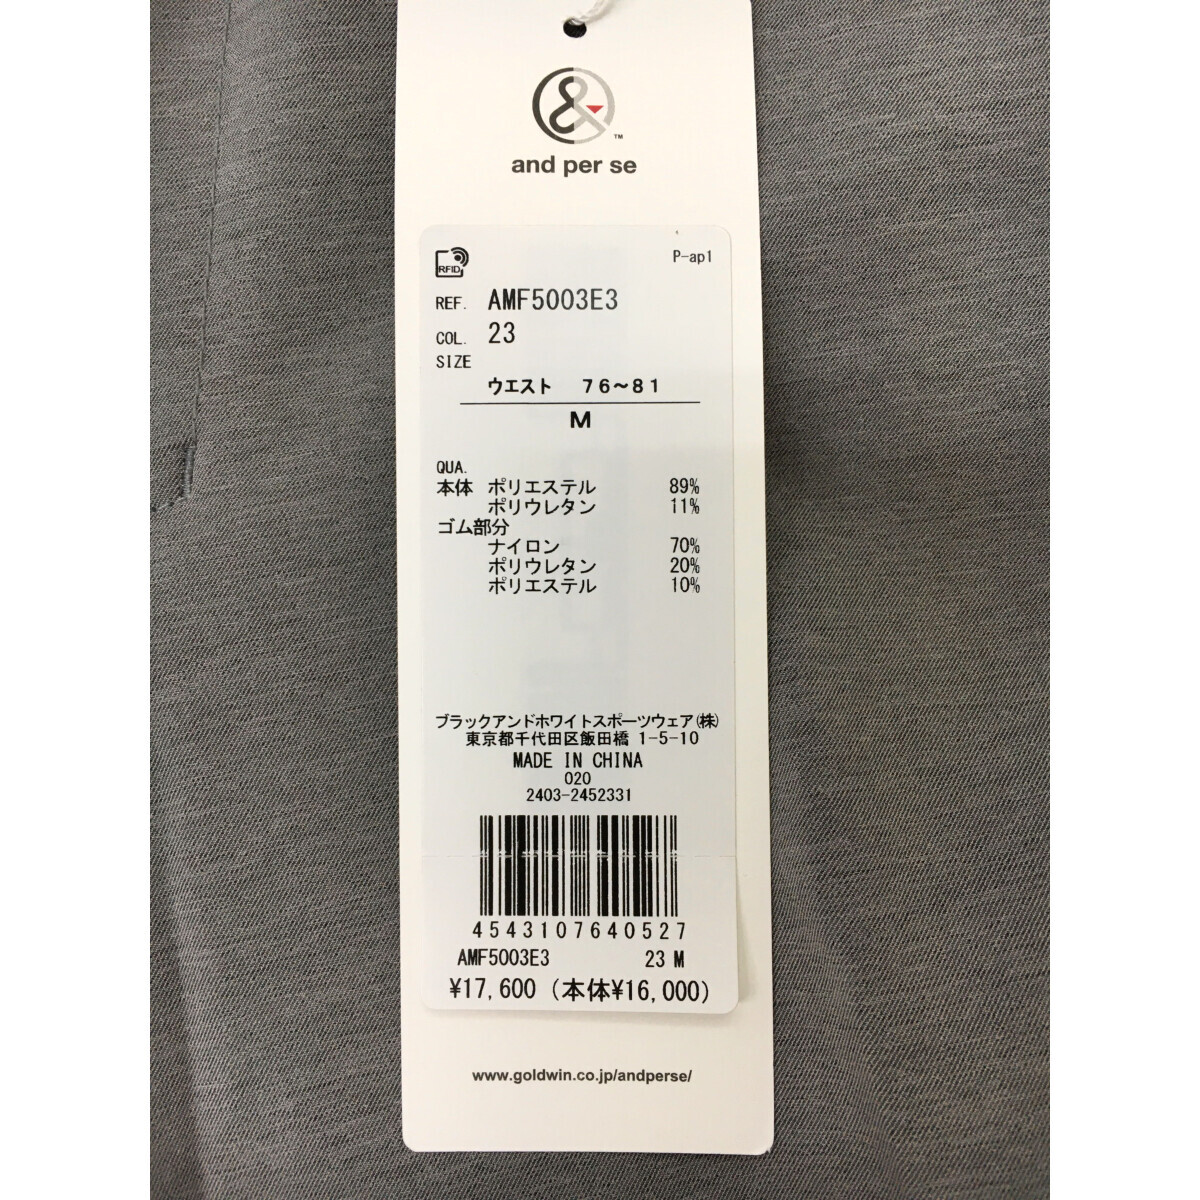 &
™
and per se
RFID
P-ap1
REF. AMF5003E3
COL. 23
SIZE
ウエスト 76〜81
M
QUA.
本体 ポリエステル 89%
ポリウレタン 11%
ゴム部分
ナイロン 70%
ポリウレタン 20%
ポリエステル 10%
ブラックアンドホワイトスポーツウェア(株)
東京都千代田区飯田橋 1-5-10
MADE IN CHINA
020
2403-2452331
4543107640527
AMF5003E3 23 M
¥17,600 (本体¥16,000)
www.goldwin.co.jp/andperse/